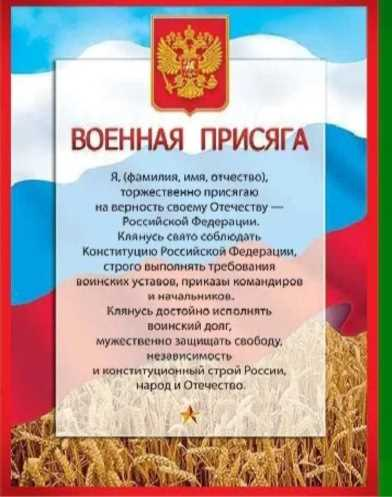 ВОЕННАЯ ПРИСЯГА
Я, (фамилия, имя, отчество),
торжественно присягаю
на верность своему Отечеству —
Российской Федерации.
Клянусь свято соблюдать
Конституцию Российской Федерации,
строго выполнять требования
воинских уставов, приказы командиров
и начальников.
Клянусь достойно исполнять
воинский долг,
мужественно защищать свободу,
независимость
и конституционный строй России,
народ и Отечество.